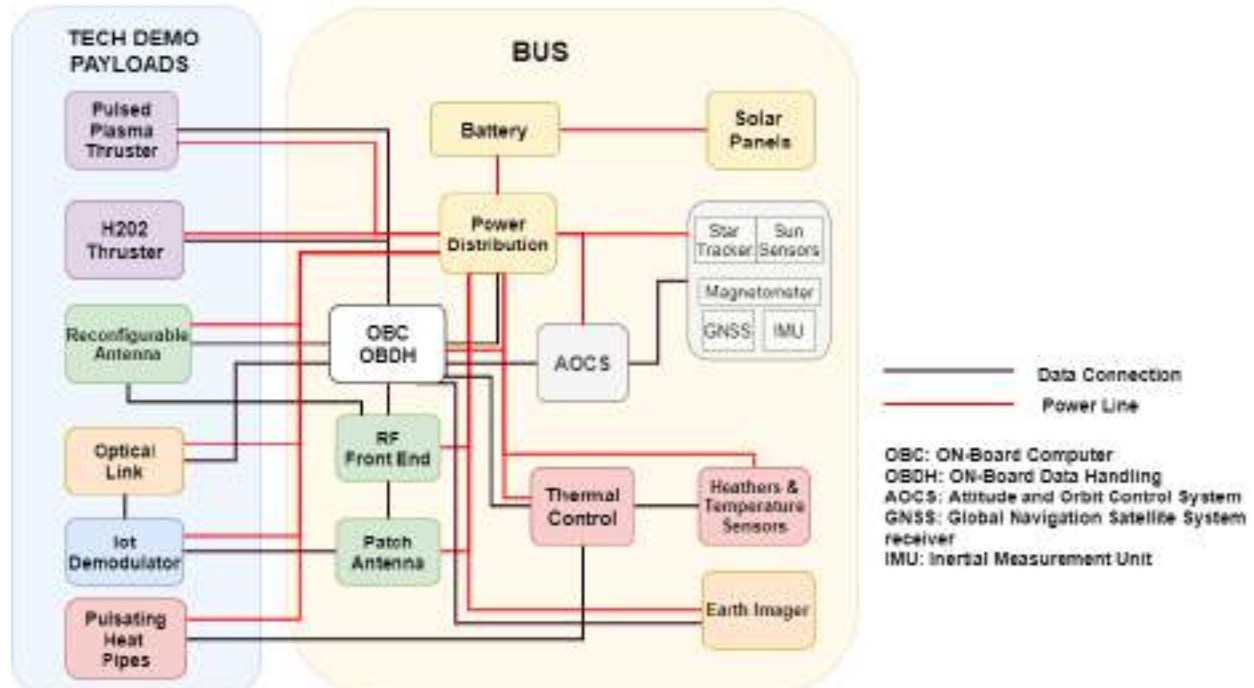 TECH DEMO
PAYLOADS
BUS
Pulsed
Plasma
Thruster
Battery
Solar
Panels
H202
Thruster
Power
Distribution
Star
Tracker
Sun
Sensors
Magnetometer
GNSS
IMU
Reconfigurable
Antenna
OBC
OBDH
AOCS
Data Connection
Power Line
Optical
Link
RF
Front End
Thermal
Control
Heathers &
Temperature
Sensors
Iot
Demodulator
Patch
Antenna
Pulsating
Heat
Pipes
Earth Imager
OBC: ON-Board Computer
OBDH: ON-Board Data Handling
AOCS: Attitude and Orbit Control System
GNSS: Global Navigation Satellite System
receiver
IMU: Inertial Measurement Unit